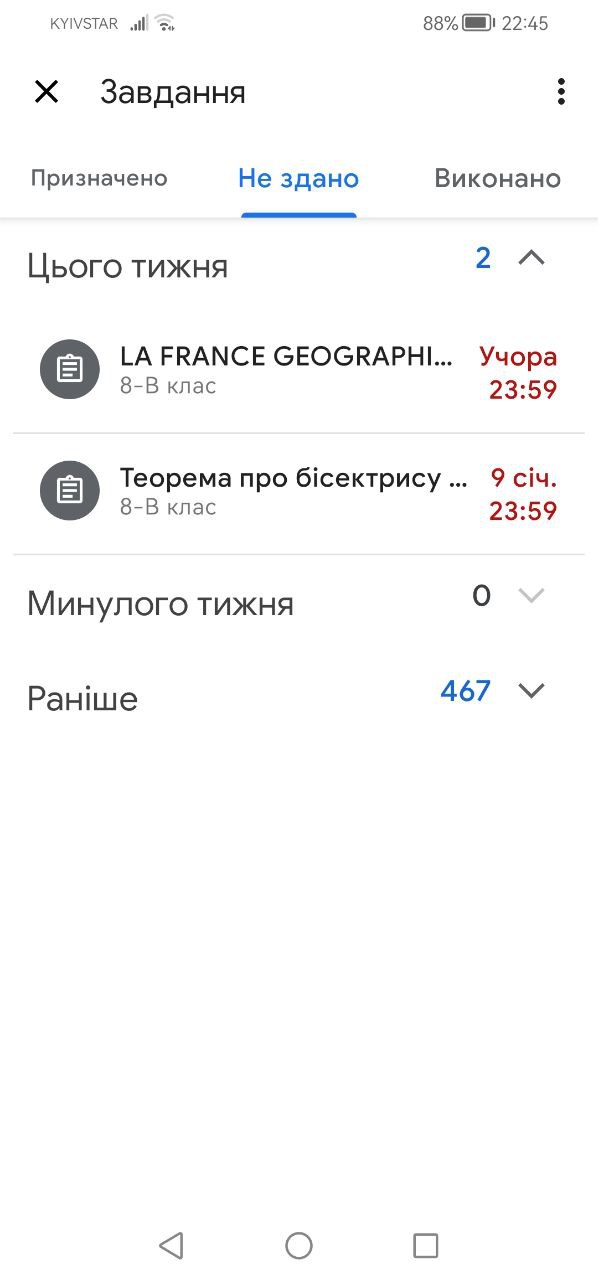 KYIVSTAR 88% 22:45
Завдання
Призначено Не здано Виконано
Цього тижня 2
LA FRANCE GEOGRAPHI... Учора
8-В клас 23:59
Теорема про бісектрису ... 9 січ.
8-В клас 23:59
Минулого тижня 0
Раніше 467